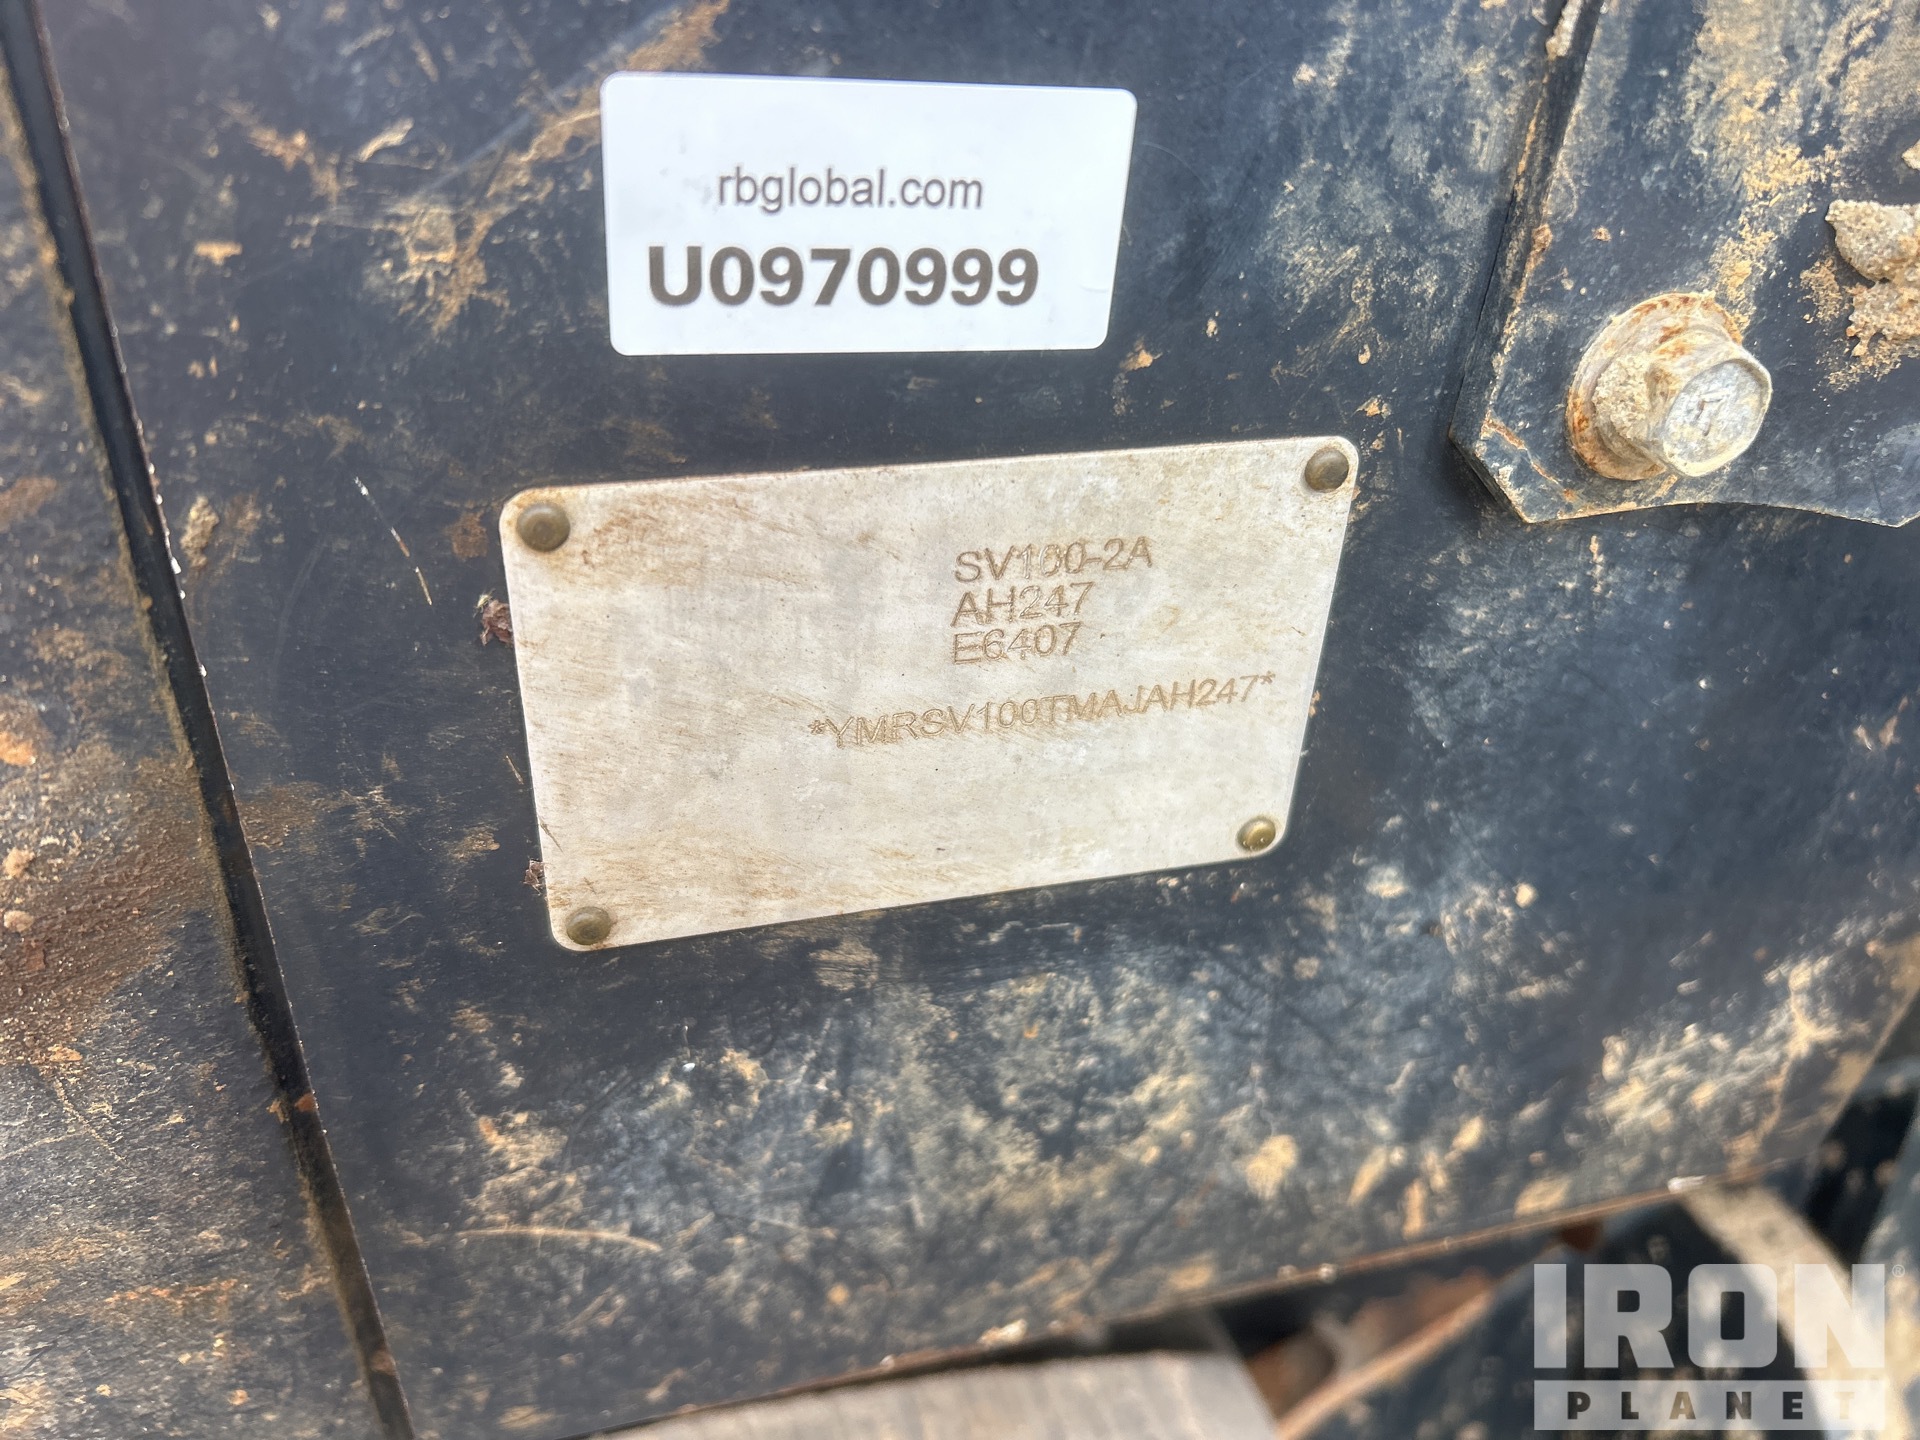 rbglobal.com
U0970999
SV100-2A
AH247
E6407
*YMRSV100TMAJAH247*
IRON
PLANET